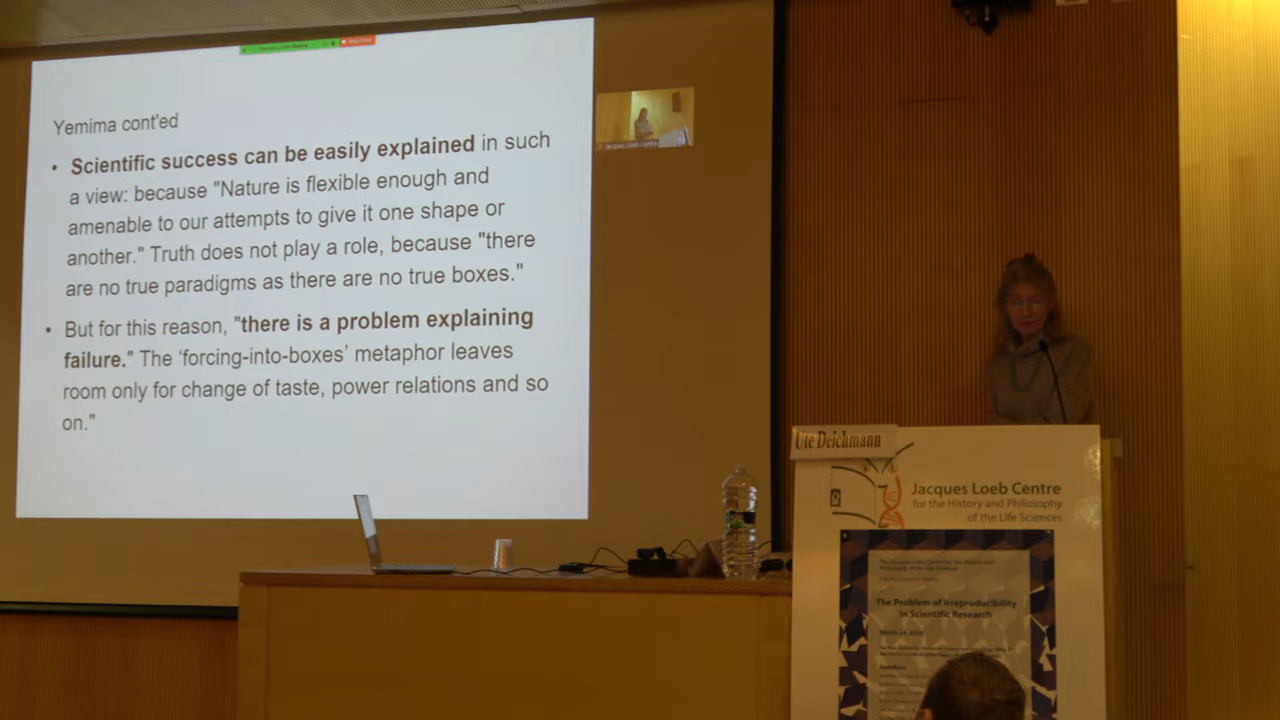 Yemima cont'ed
• Scientific success can be easily explained in such
a view: because "Nature is flexible enough and
amenable to our attempts to give it one shape or
another." Truth does not play a role, because "there
are no true paradigms as there are no true boxes."
• But for this reason, "there is a problem explaining
failure." The ‘forcing-into-boxes’ metaphor leaves
room only for change of taste, power relations and so
on."
Jacques Loeb Centre
Ute Deichmann
Jacques Loeb Centre
for the History and Philosophy
of the Life Sciences
The Problem of Irreproducibility
in Scientific Research